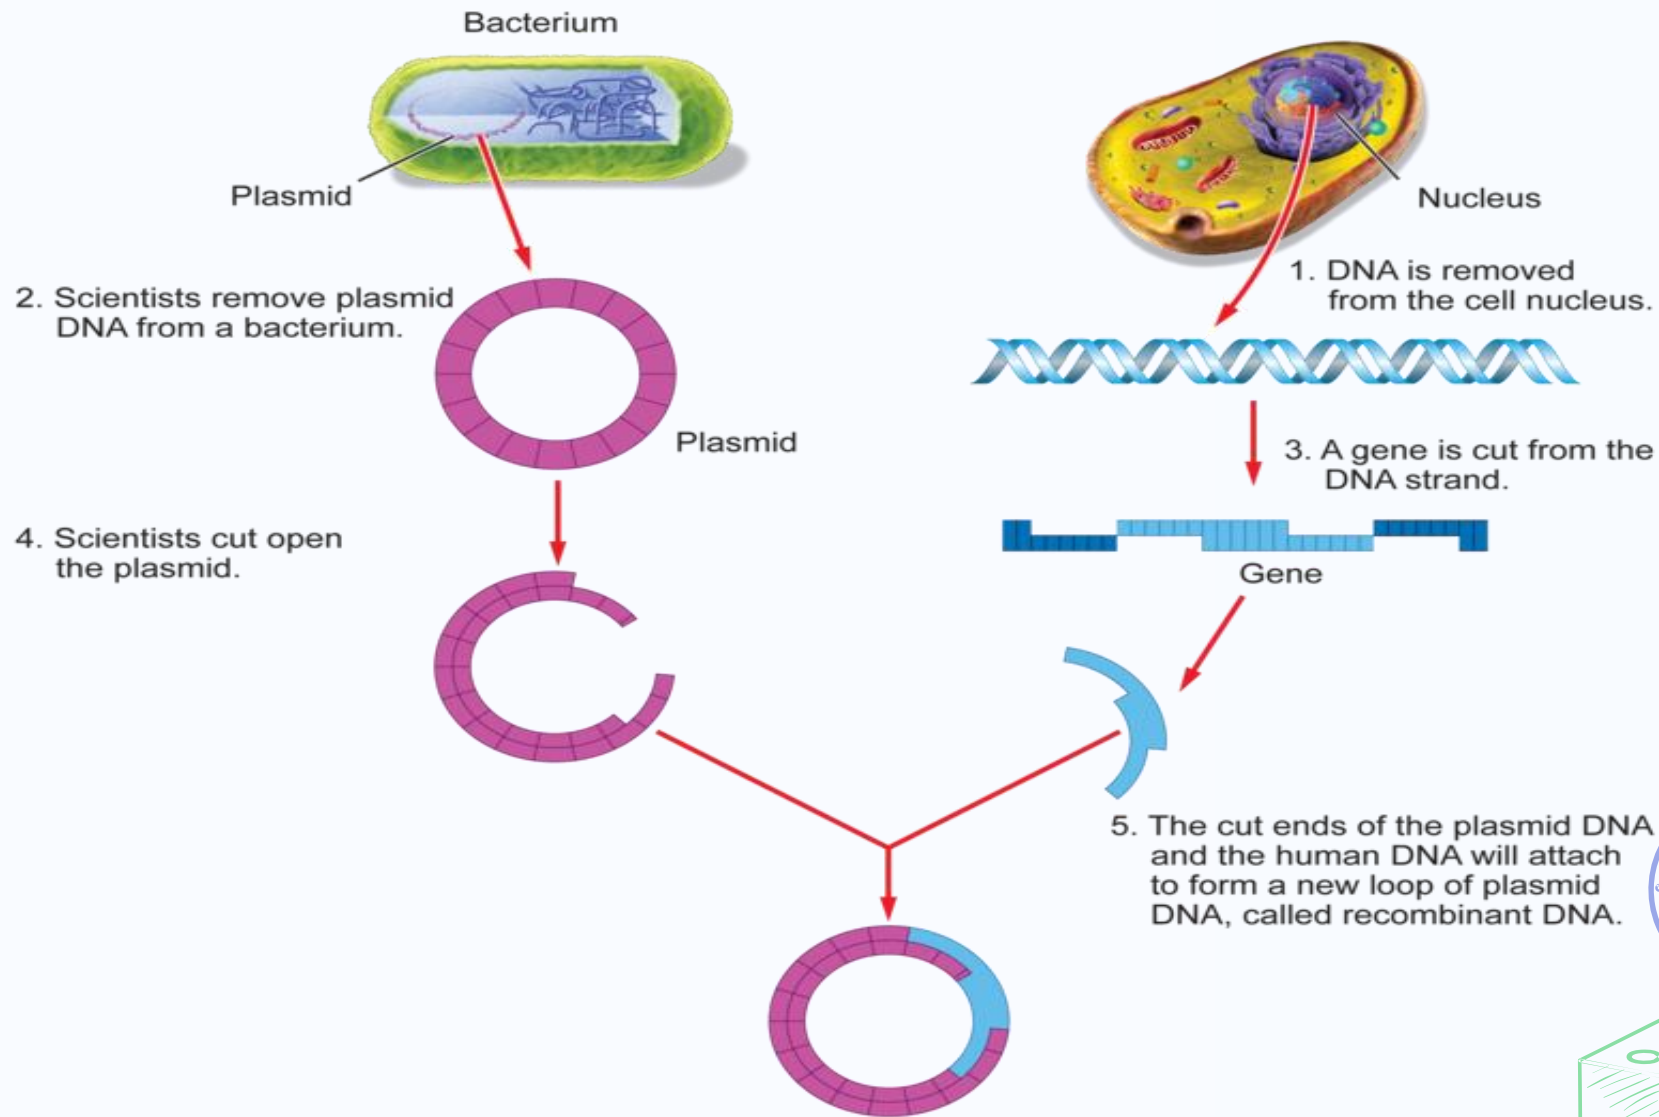 Bacterium
Plasmid
Nucleus
1. DNA is removed
from the cell nucleus.
2. Scientists remove plasmid
DNA from a bacterium.
Plasmid
3. A gene is cut from the
DNA strand.
4. Scientists cut open
the plasmid.
Gene
5. The cut ends of the plasmid DNA
and the human DNA will attach
to form a new loop of plasmid
DNA, called recombinant DNA.